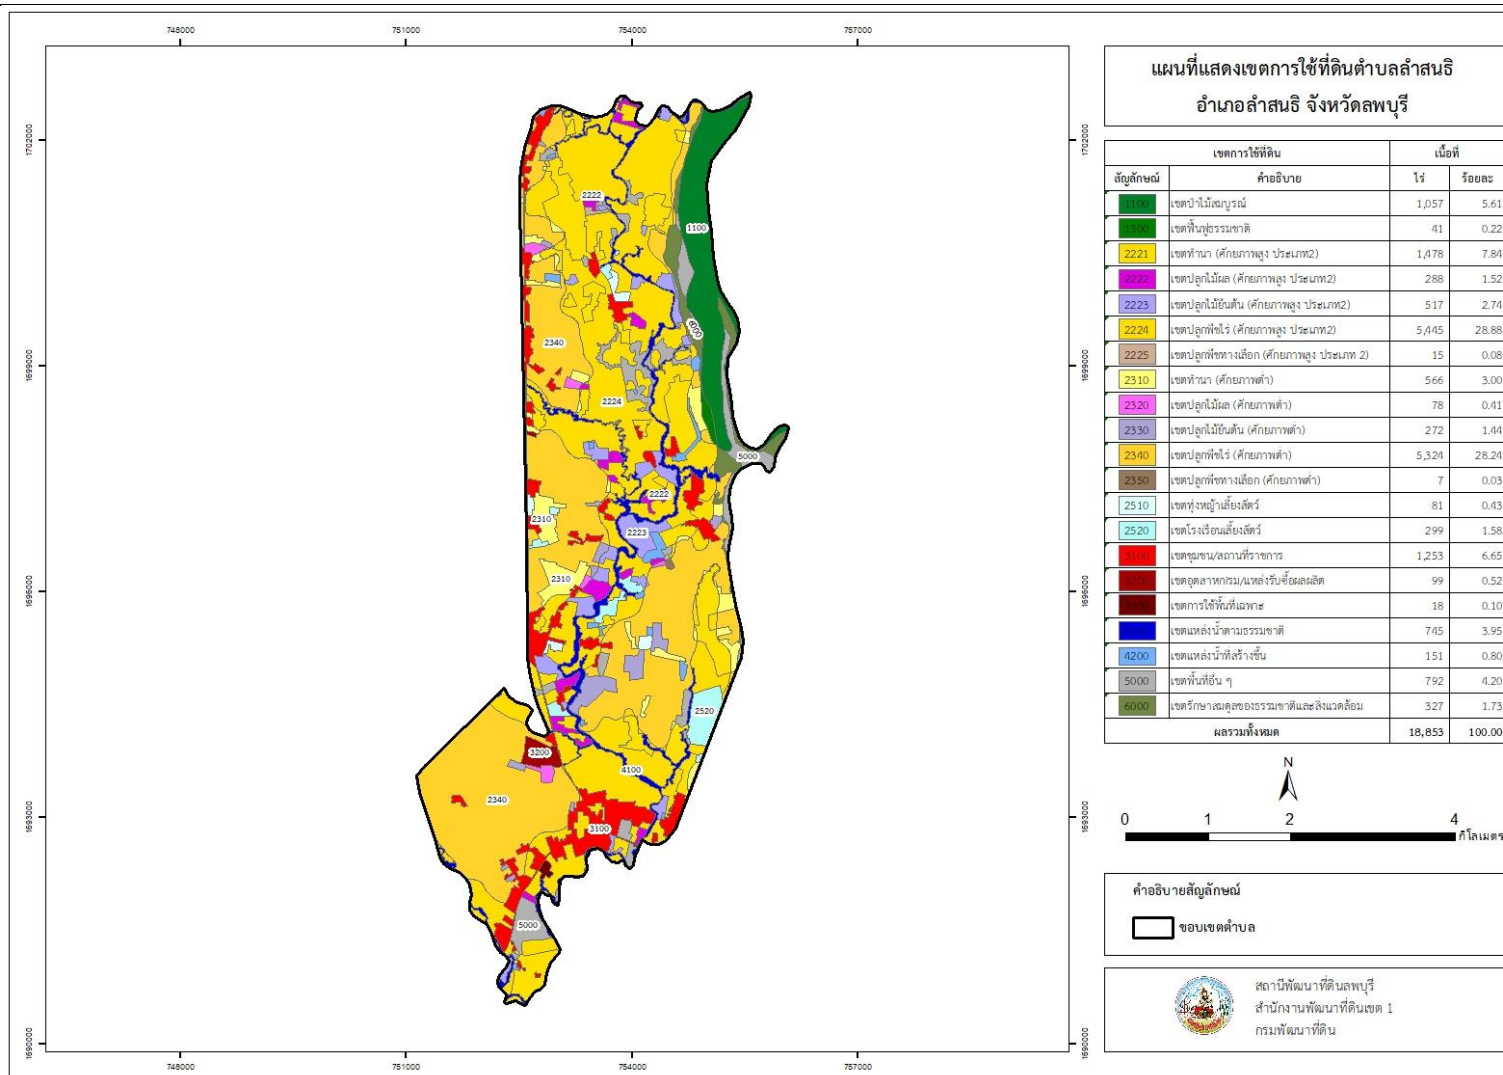 748000 751000 754000 757000
แผนที่แสดงเขตการใช้ที่ดินตำบลลำสนธิ
อำเภอลำสนธิ จังหวัดลพบุรี
เขตการใช้ที่ดิน เนื้อที่
สัญลักษณ์ คำอธิบาย ไร่ ร้อยละ
1100 เขตป่าไม้สมบูรณ์ 1,057 5.61
1300 เขตฟื้นฟูธรรมชาติ 41 0.22
2221 เขตทำนา (ศักยภาพสูง ประเภท2) 1,478 7.84
2222 เขตปลูกไม้ผล (ศักยภาพสูง ประเภท2) 288 1.52
2223 เขตปลูกไม้ยืนต้น (ศักยภาพสูง ประเภท2) 517 2.74
2224 เขตปลูกพืชไร่ (ศักยภาพสูง ประเภท2) 5,445 28.88
2225 เขตปลูกพืชทางเลือก (ศักยภาพสูง ประเภท 2) 15 0.08
2310 เขตทำนา (ศักยภาพต่ำ) 566 3.00
2320 เขตปลูกไม้ผล (ศักยภาพต่ำ) 78 0.41
2330 เขตปลูกไม้ยืนต้น (ศักยภาพต่ำ) 272 1.44
2340 เขตปลูกพืชไร่ (ศักยภาพต่ำ) 5,324 28.24
2350 เขตปลูกพืชทางเลือก (ศักยภาพต่ำ) 7 0.03
2510 เขตทุ่งหญ้าเลี้ยงสัตว์ 81 0.43
2520 เขตโรงเรือนเลี้ยงสัตว์ 299 1.58
3100 เขตชุมชน/สถานที่ราชการ 1,253 6.65
3200 เขตอุตสาหกรรม/แหล่งรับซื้อผลผลิต 99 0.52
เขตการใช้พื้นที่เฉพาะ 18 0.10
เขตแหล่งน้ำตามธรรมชาติ 745 3.95
4200 เขตแหล่งน้ำที่สร้างขึ้น 151 0.80
5000 เขตพื้นที่อื่น ๆ 792 4.20
6000 เขตรักษาสมดุลของธรรมชาติและสิ่งแวดล้อม 327 1.73
ผลรวมทั้งหมด 18,853 100.00
N
0 1 2 4
กิโลเมตร
คำอธิบายสัญลักษณ์
ขอบเขตตำบล
สถานีพัฒนาที่ดินลพบุรี
สำนักงานพัฒนาที่ดินเขต 1
กรมพัฒนาที่ดิน
1702000 1702000
2222
1100
6000
2340
1699000 1699000
2224
5000
2222
2310
2223
2310
1696000 1696000
2520
3200
4100
2340
1693000 1693000
3100
5000
1690000 1690000
748000 751000 754000 757000